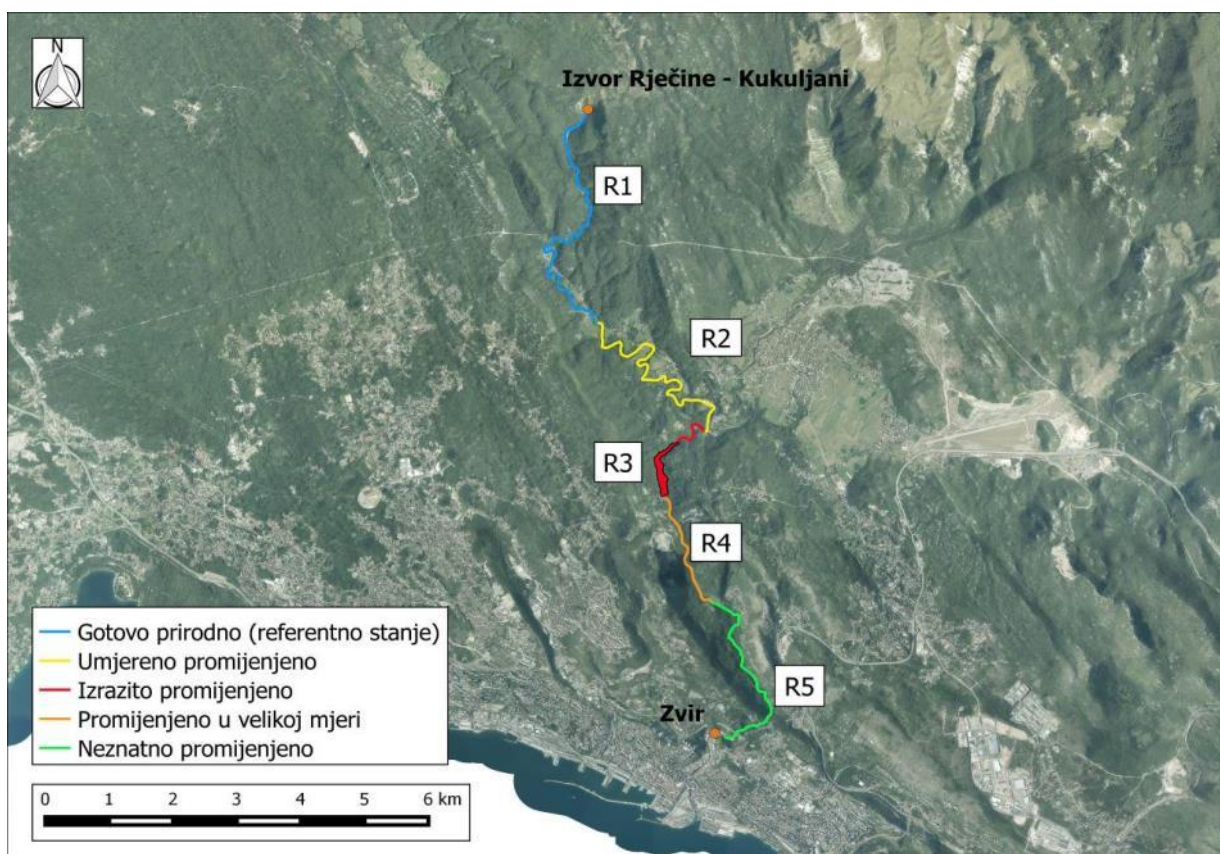 N
Izvor Rječine - Kukuljani
R1
R2
R3
R4
R5
Zvir
Gotovo prirodno (referentno stanje)
Umjereno promijenjeno
Izrazito promijenjeno
Promijenjeno u velikoj mjeri
Neznatno promijenjeno
0 1 2 3 4 5 6 km